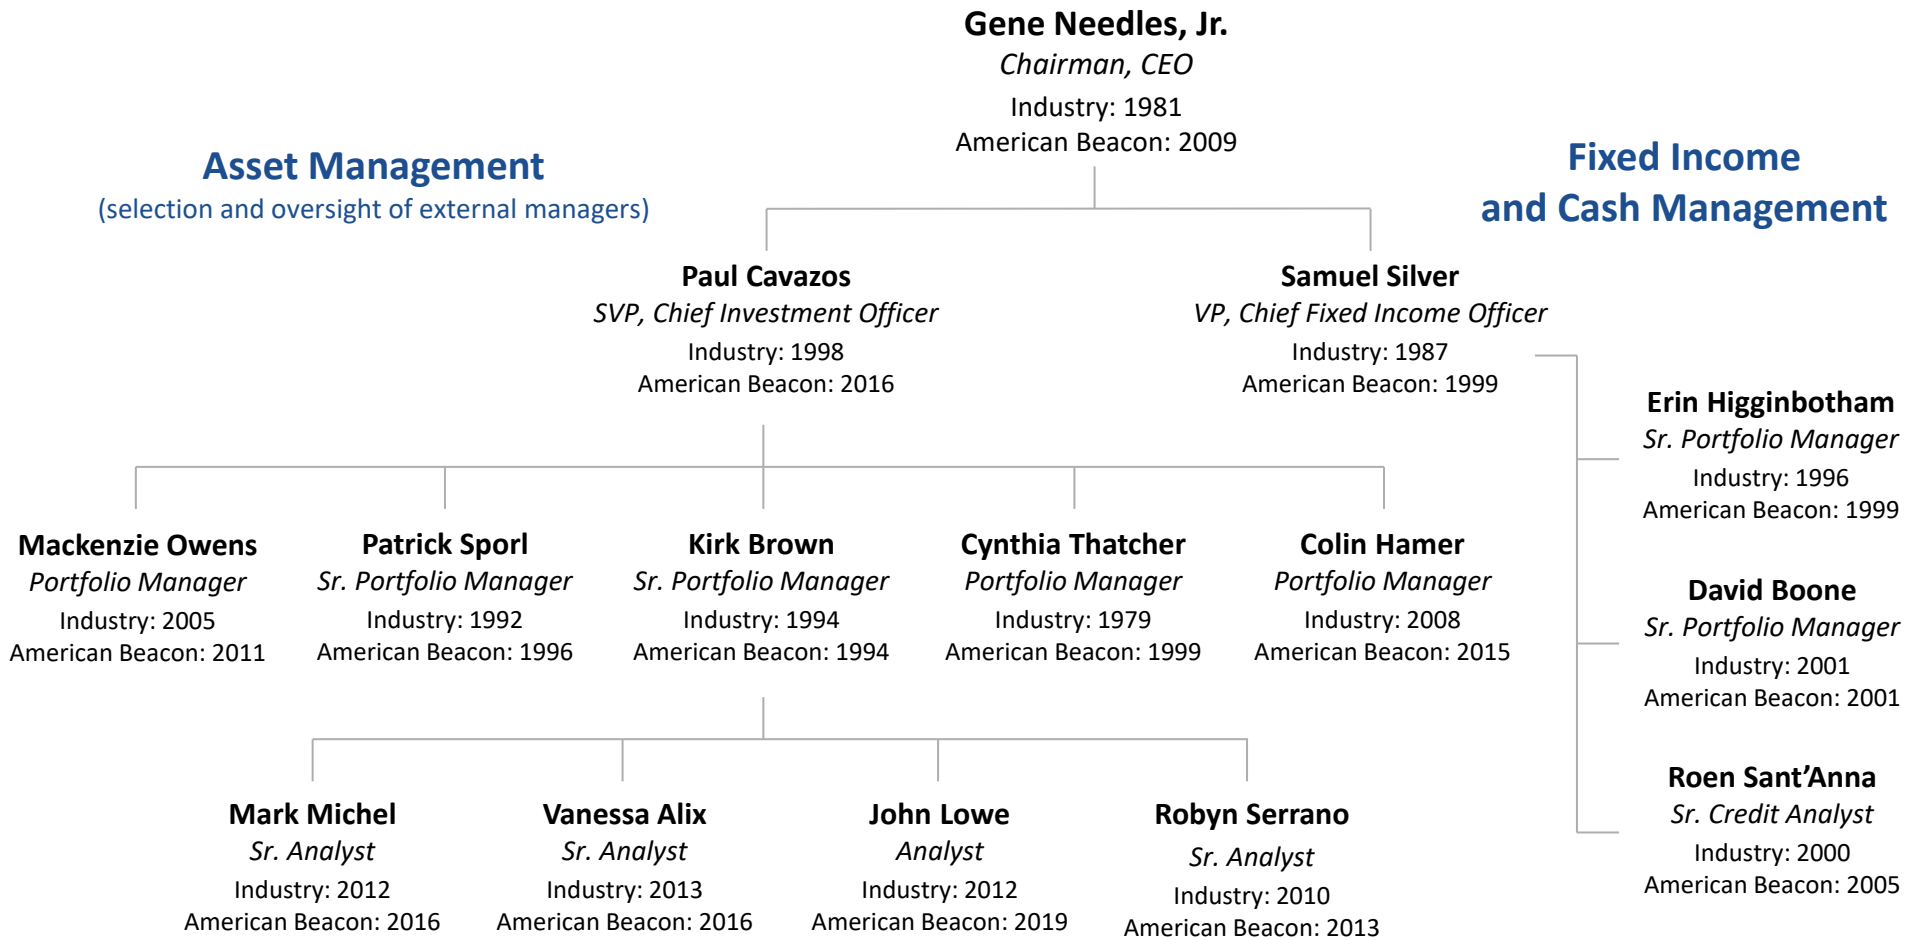 Gene Needles, Jr.
Chairman, CEO
Industry: 1981
American Beacon: 2009
Asset Management
(selection and oversight of external managers)
Fixed Income
and Cash Management
Paul Cavazos
SVP, Chief Investment Officer
Industry: 1998
American Beacon: 2016
Samuel Silver
VP, Chief Fixed Income Officer
Industry: 1987
American Beacon: 1999
Erin Higginbotham
Sr. Portfolio Manager
Industry: 1996
American Beacon: 1999
David Boone
Sr. Portfolio Manager
Industry: 2001
American Beacon: 2001
Roen Sant’Anna
Sr. Credit Analyst
Industry: 2000
American Beacon: 2005
Mackenzie Owens
Portfolio Manager
Industry: 2005
American Beacon: 2011
Patrick Sporl
Sr. Portfolio Manager
Industry: 1992
American Beacon: 1996
Kirk Brown
Sr. Portfolio Manager
Industry: 1994
American Beacon: 1994
Cynthia Thatcher
Portfolio Manager
Industry: 1979
American Beacon: 1999
Colin Hamer
Portfolio Manager
Industry: 2008
American Beacon: 2015
Mark Michel
Sr. Analyst
Industry: 2012
American Beacon: 2016
Vanessa Alix
Sr. Analyst
Industry: 2013
American Beacon: 2016
John Lowe
Analyst
Industry: 2012
American Beacon: 2019
Robyn Serrano
Sr. Analyst
Industry: 2010
American Beacon: 2013